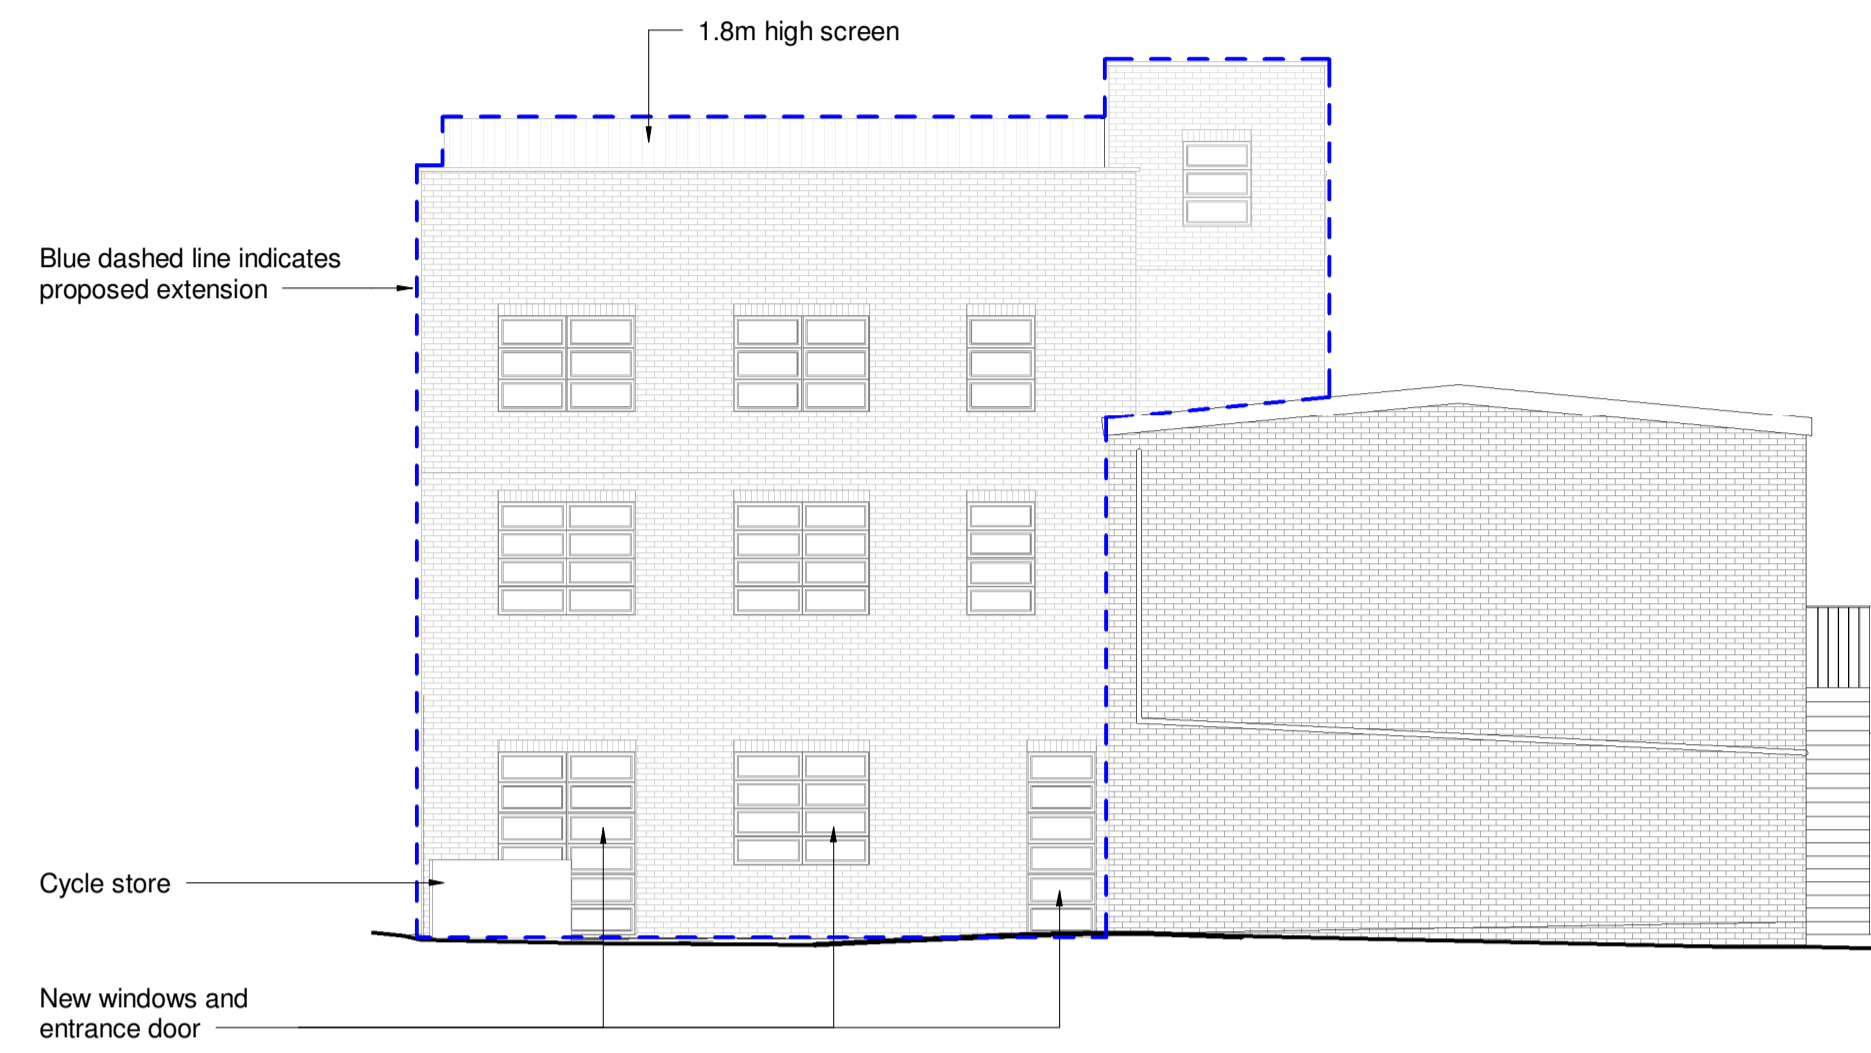 1.8m high screen
Blue dashed line indicates
proposed extension
Cycle store
New windows and
entrance door